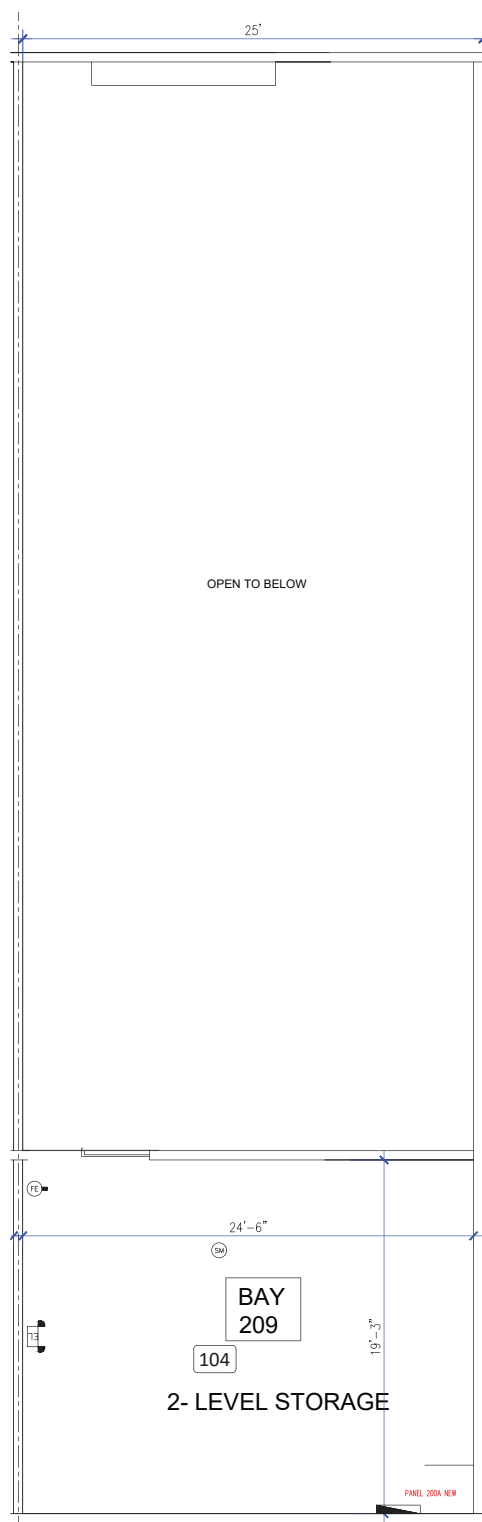 25'
OPEN TO BELOW
FE
24'-6"
SM
BAY
209
EL
19'-3"
104
2- LEVEL STORAGE
PANEL 200A NEW